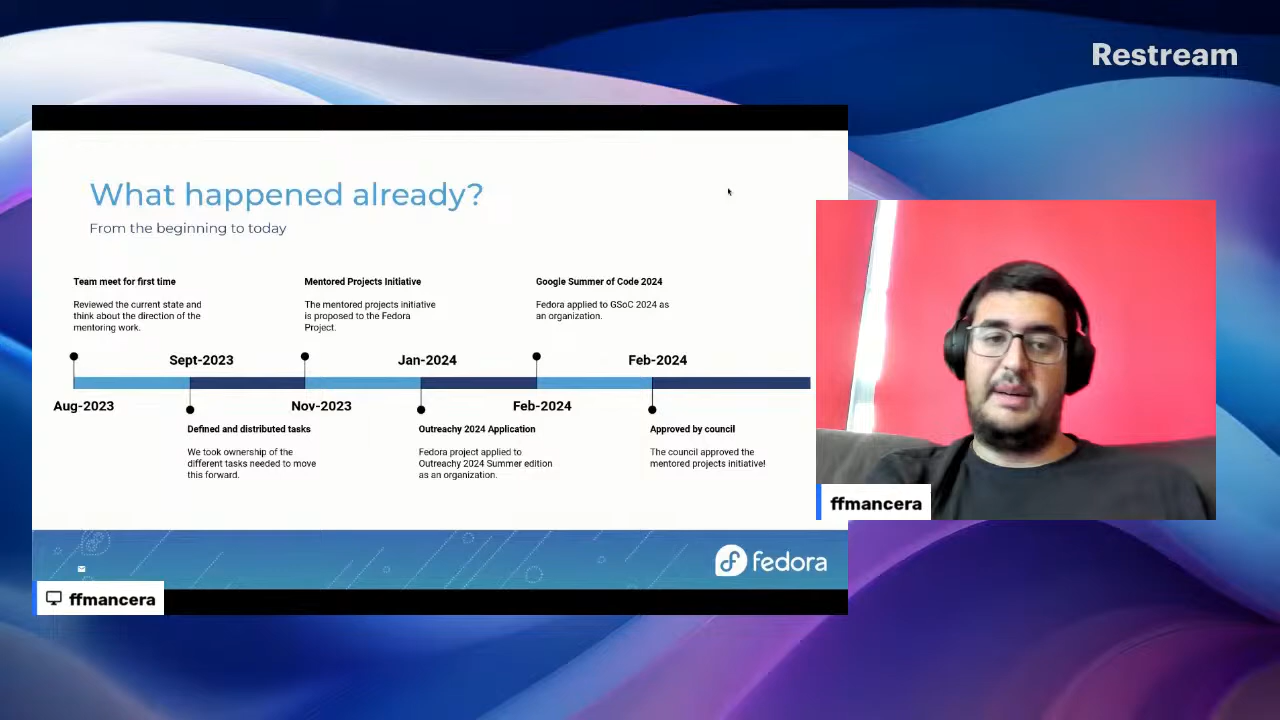 Restream
What happened already?
From the beginning to today
Team meet for first time
Reviewed the current state and
think about the direction of the
mentoring work.
Mentored Projects Initiative
The mentored projects initiative
is proposed to the Fedora
Project.
Google Summer of Code 2024
Fedora applied to GSoC 2024 as
an organization.
Sept-2023
Jan-2024
Feb-2024
Aug-2023
Nov-2023
Feb-2024
Defined and distributed tasks
We took ownership of the
different tasks needed to move
this forward.
Outreachy 2024 Application
Fedora project applied to
Outreachy 2024 Summer edition
as an organization.
Approved by council
The council approved the
mentored projects initiative!
ffmancera
fedora
ffmancera